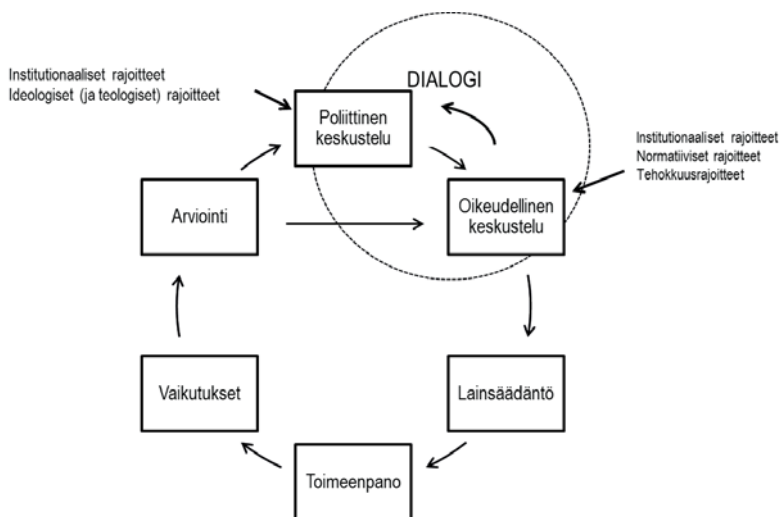 Institutionaaliset rajoitteet
Ideologiset (ja teologiset) rajoitteet
DIALOGI
Poliittinen
keskustelu
Institutionaaliset rajoitteet
Normatiiviset rajoitteet
Tehokkuusrajoitteet
Arviointi
Oikeudellinen
keskustelu
Vaikutukset
Lainsäädäntö
Toimeenpano